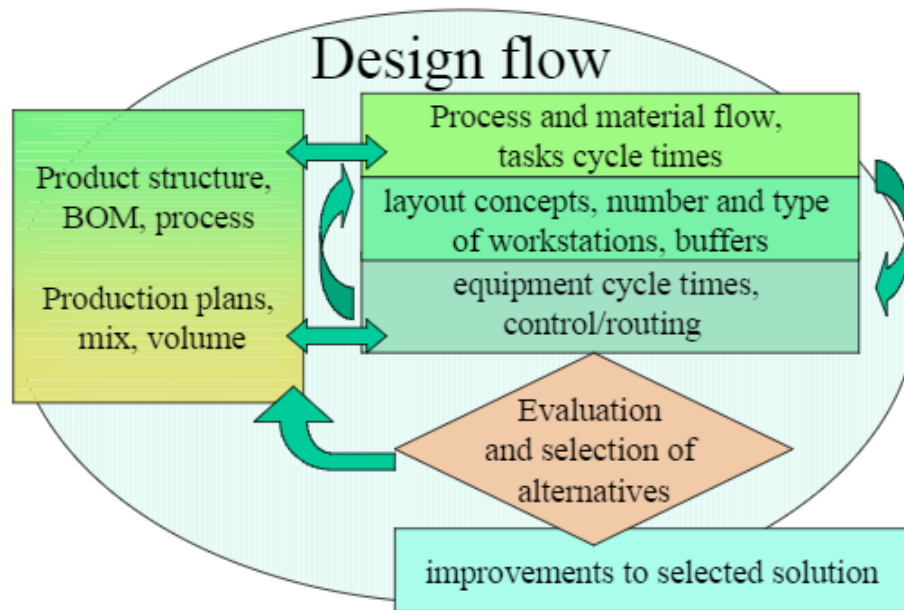 Design flow
Product structure,
BOM, process
Production plans,
mix, volume
Process and material flow,
tasks cycle times
layout concepts, number and type
of workstations, buffers
equipment cycle times,
control/routing
Evaluation
and selection of
alternatives
improvements to selected solution